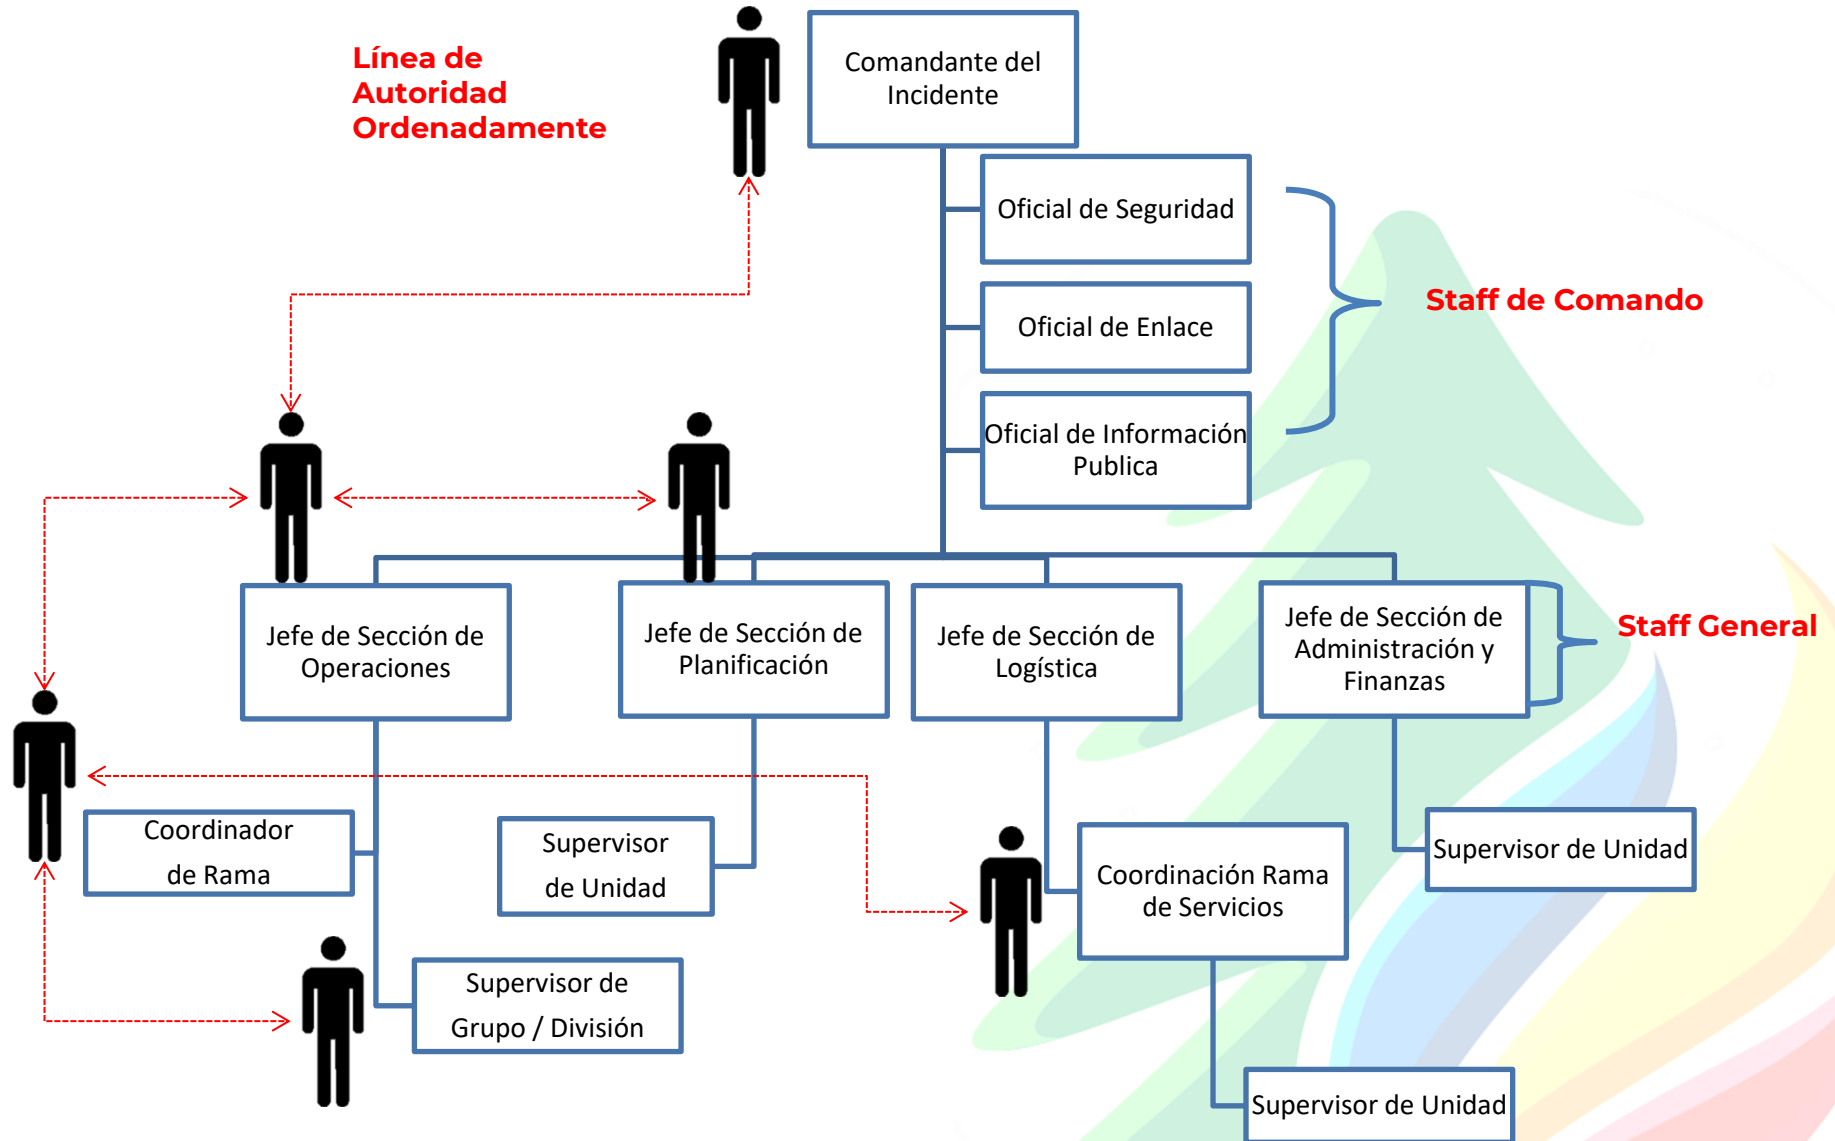 Línea de
Autoridad
Ordenadamente
Comandante del
Incidente
Oficial de Seguridad
Staff de Comando
Oficial de Enlace
Oficial de Información
Publica
Jefe de Sección de
Operaciones
Jefe de Sección de
Planificación
Jefe de Sección de
Logística
Jefe de Sección de
Administración y
Finanzas
Staff General
Coordinador
de Rama
Supervisor
de Unidad
Coordinación Rama
de Servicios
Supervisor de Unidad
Supervisor de
Grupo / División
Supervisor de Unidad